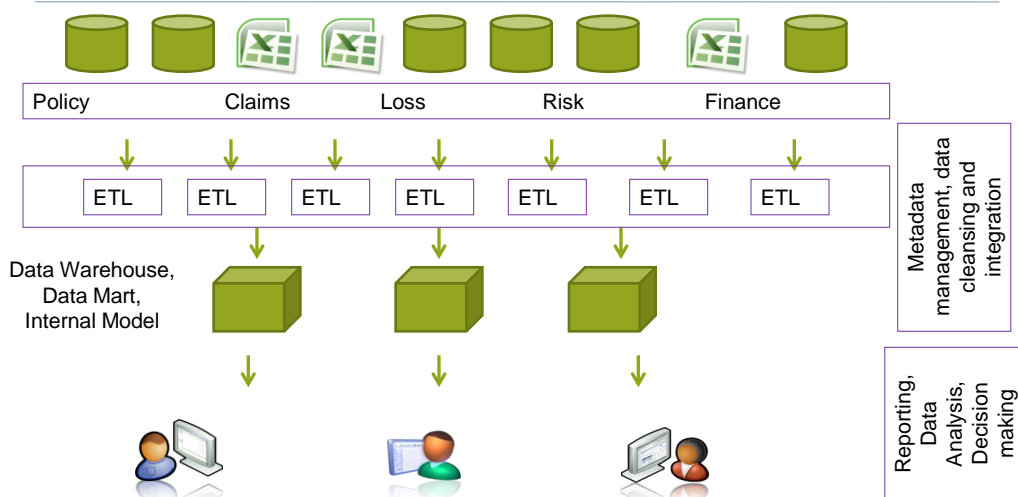 Policy Claims Loss Risk Finance
ETL ETL ETL ETL ETL ETL ETL
Metadata
management, data
cleansing and
integration
Data Warehouse,
Data Mart,
Internal Model
Reporting,
Data
Analysis,
Decision
making